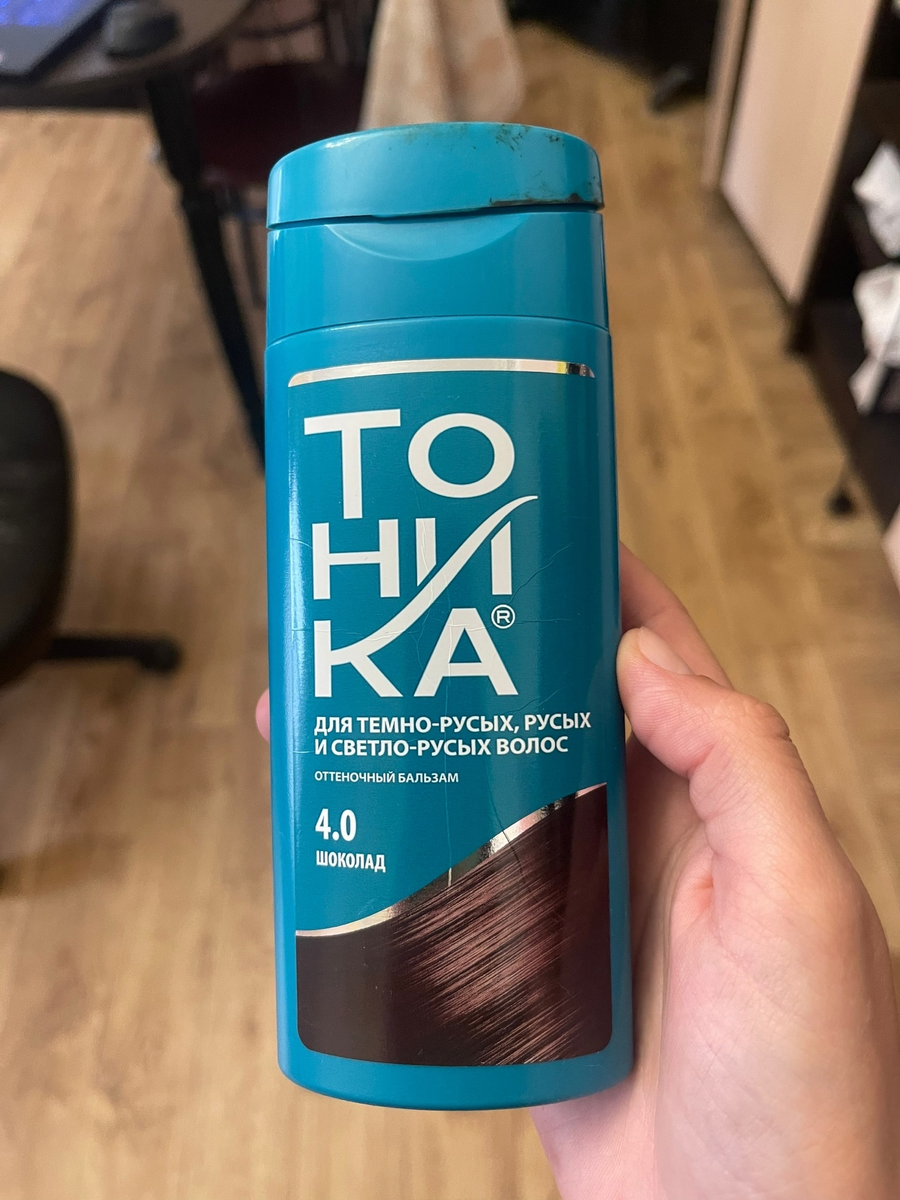 ТО
НИ
КА®
ДЛЯ ТЕМНО-РУСЫХ, РУСЫХ
И СВЕТЛО-РУСЫХ ВОЛОС
ОТТЕНОЧНЫЙ БАЛЬЗАМ
4.0
ШОКОЛАД